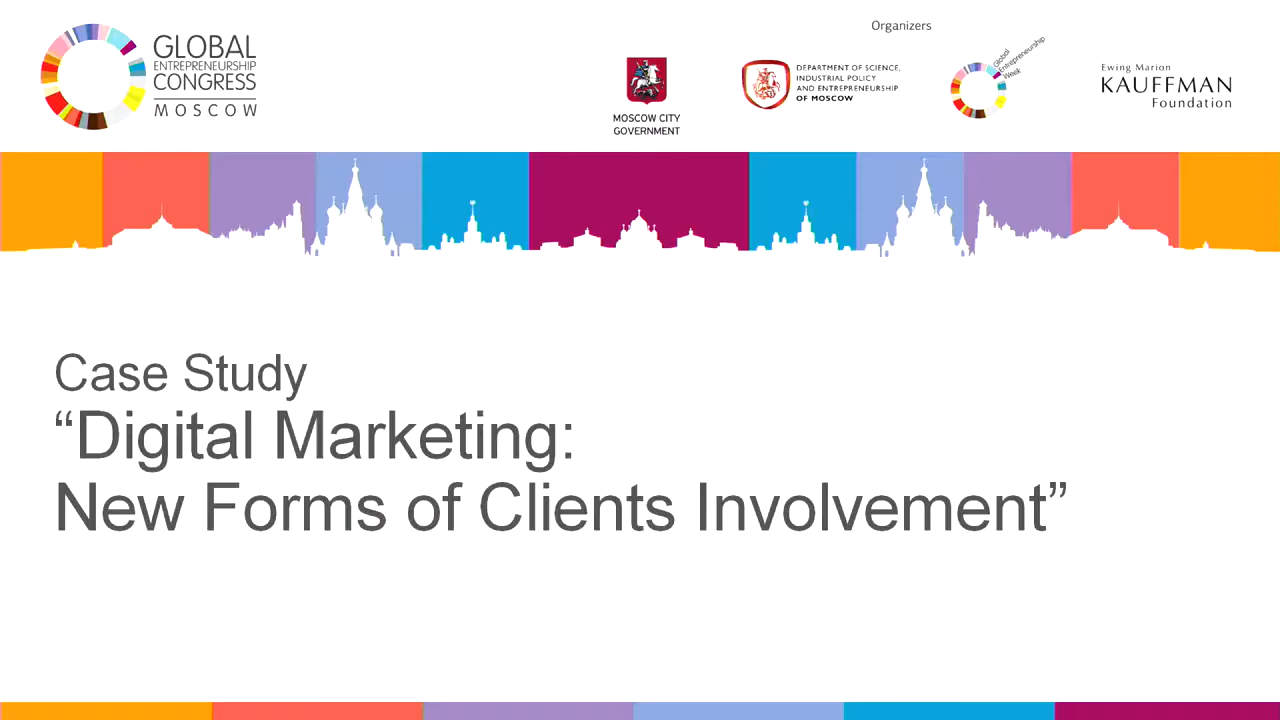 GLOBAL
ENTREPRENEURSHIP
CONGRESS
MOSCOW
Organizers
MOSCOW CITY
GOVERNMENT
DEPARTMENT OF SCIENCE,
INDUSTRIAL POLICY
AND ENTREPRENEURSHIP
OF MOSCOW
Global
Entrepreneurship
Week
Ewing Marion
KAUFFMAN
Foundation
Case Study
“Digital Marketing:
New Forms of Clients Involvement”